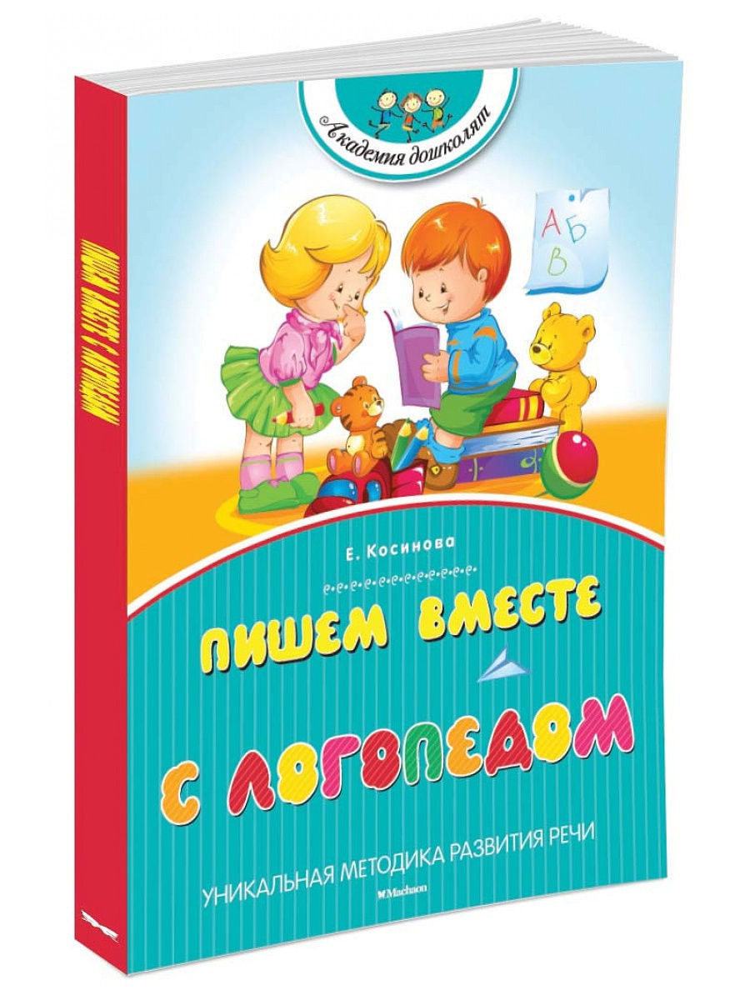 Академия дошколят
А Б
В
Е. Косинова
ПИШЕМ ВМЕСТЕ
С ЛОГОПЕДОМ
УНИКАЛЬНАЯ МЕТОДИКА РАЗВИТИЯ РЕЧИ
Machaon
ПИШЕМ ВМЕСТЕ С ЛОГОПЕДОМ